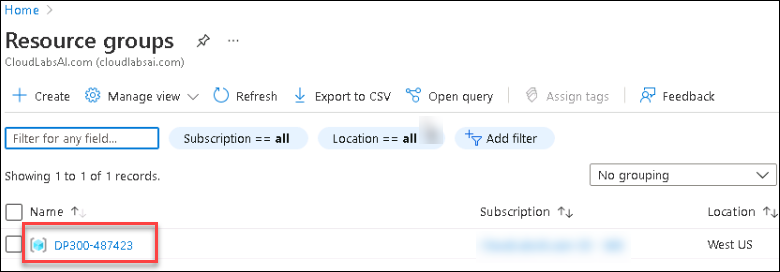 Home >
Resource groups ...
CloudLabsAI.com (cloudlabsai.com)
+ Create Manage view Refresh Export to CSV Open query Assign tags Feedback
Filter for any field... Subscription == all Location == all Add filter
Showing 1 to 1 of 1 records. No grouping
Name ↑↓ Subscription ↑↓ Location ↑↓
DP300-487423 West US